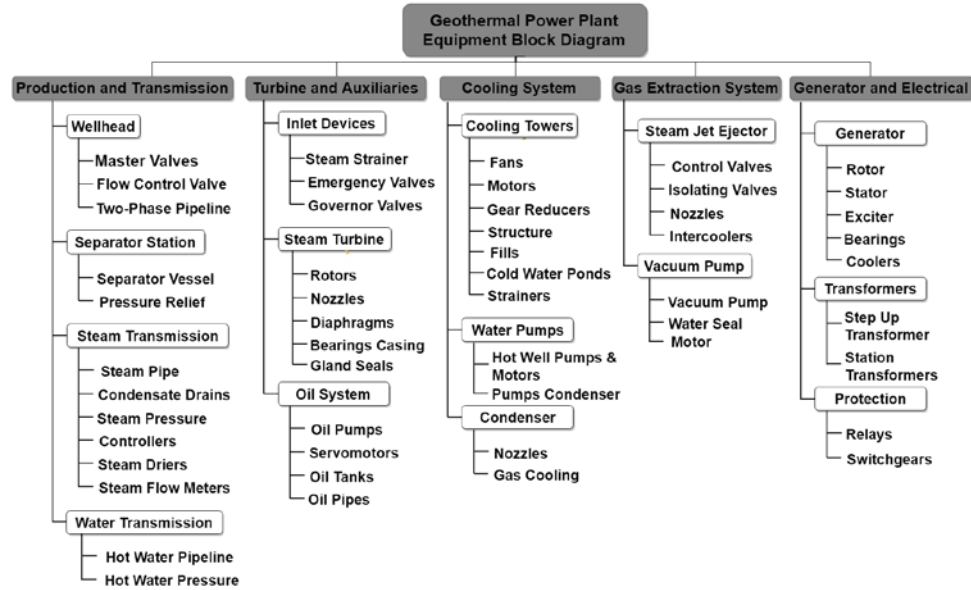 Geothermal Power Plant
Equipment Block Diagram
Production and Transmission
Wellhead
Master Valves
Flow Control Valve
Two-Phase Pipeline
Separator Station
Separator Vessel
Pressure Relief
Steam Transmission
Steam Pipe
Condensate Drains
Steam Pressure
Controllers
Steam Driers
Steam Flow Meters
Water Transmission
Hot Water Pipeline
Hot Water Pressure
Turbine and Auxiliaries
Inlet Devices
Steam Strainer
Emergency Valves
Governor Valves
Steam Turbine
Rotors
Nozzles
Diaphragms
Bearings Casing
Gland Seals
Oil System
Oil Pumps
Servomotors
Oil Tanks
Oil Pipes
Cooling System
Cooling Towers
Fans
Motors
Gear Reducers
Structure
Fills
Cold Water Ponds
Strainers
Water Pumps
Hot Well Pumps &
Motors
Pumps Condenser
Condenser
Nozzles
Gas Cooling
Gas Extraction System
Steam Jet Ejector
Control Valves
Isolating Valves
Nozzles
Intercoolers
Vacuum Pump
Vacuum Pump
Water Seal
Motor
Generator and Electrical
Generator
Rotor
Stator
Exciter
Bearings
Coolers
Transformers
Step Up
Transformer
Station
Transformers
Protection
Relays
Switchgears